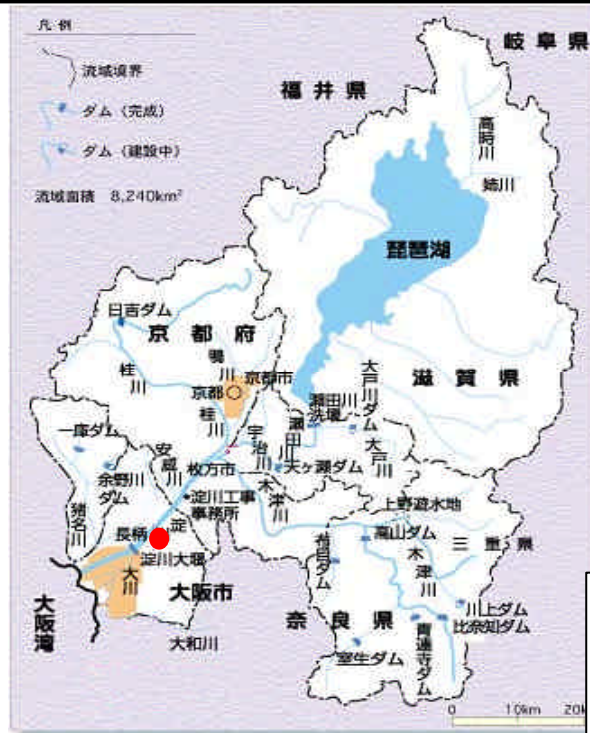 凡例
流域境界
ダム（完成）
ダム（建設中）
流域面積 8,240km²
岐阜県
福井県
高時川
姉川
琵琶湖
日吉ダム
京都府
鴨川
桂川
京都
京都市
桂川
滋賀県
大戸川ダム
瀬田川
洗堰
瀬田川
宇治川
大戸川
天ヶ瀬ダム
一庫ダム
安威川
枚方市
余野川
ダム
木津川
淀川工事
事務所
猪名川
上野遊水地
長柄
淀
高山ダム
三重県
淀川大堰
布目ダム
木津川
大川
大阪市
大阪湾
奈良県
川上ダム
比奈知ダム
大和川
室生ダム
青蓮寺ダム
0 10km 20k